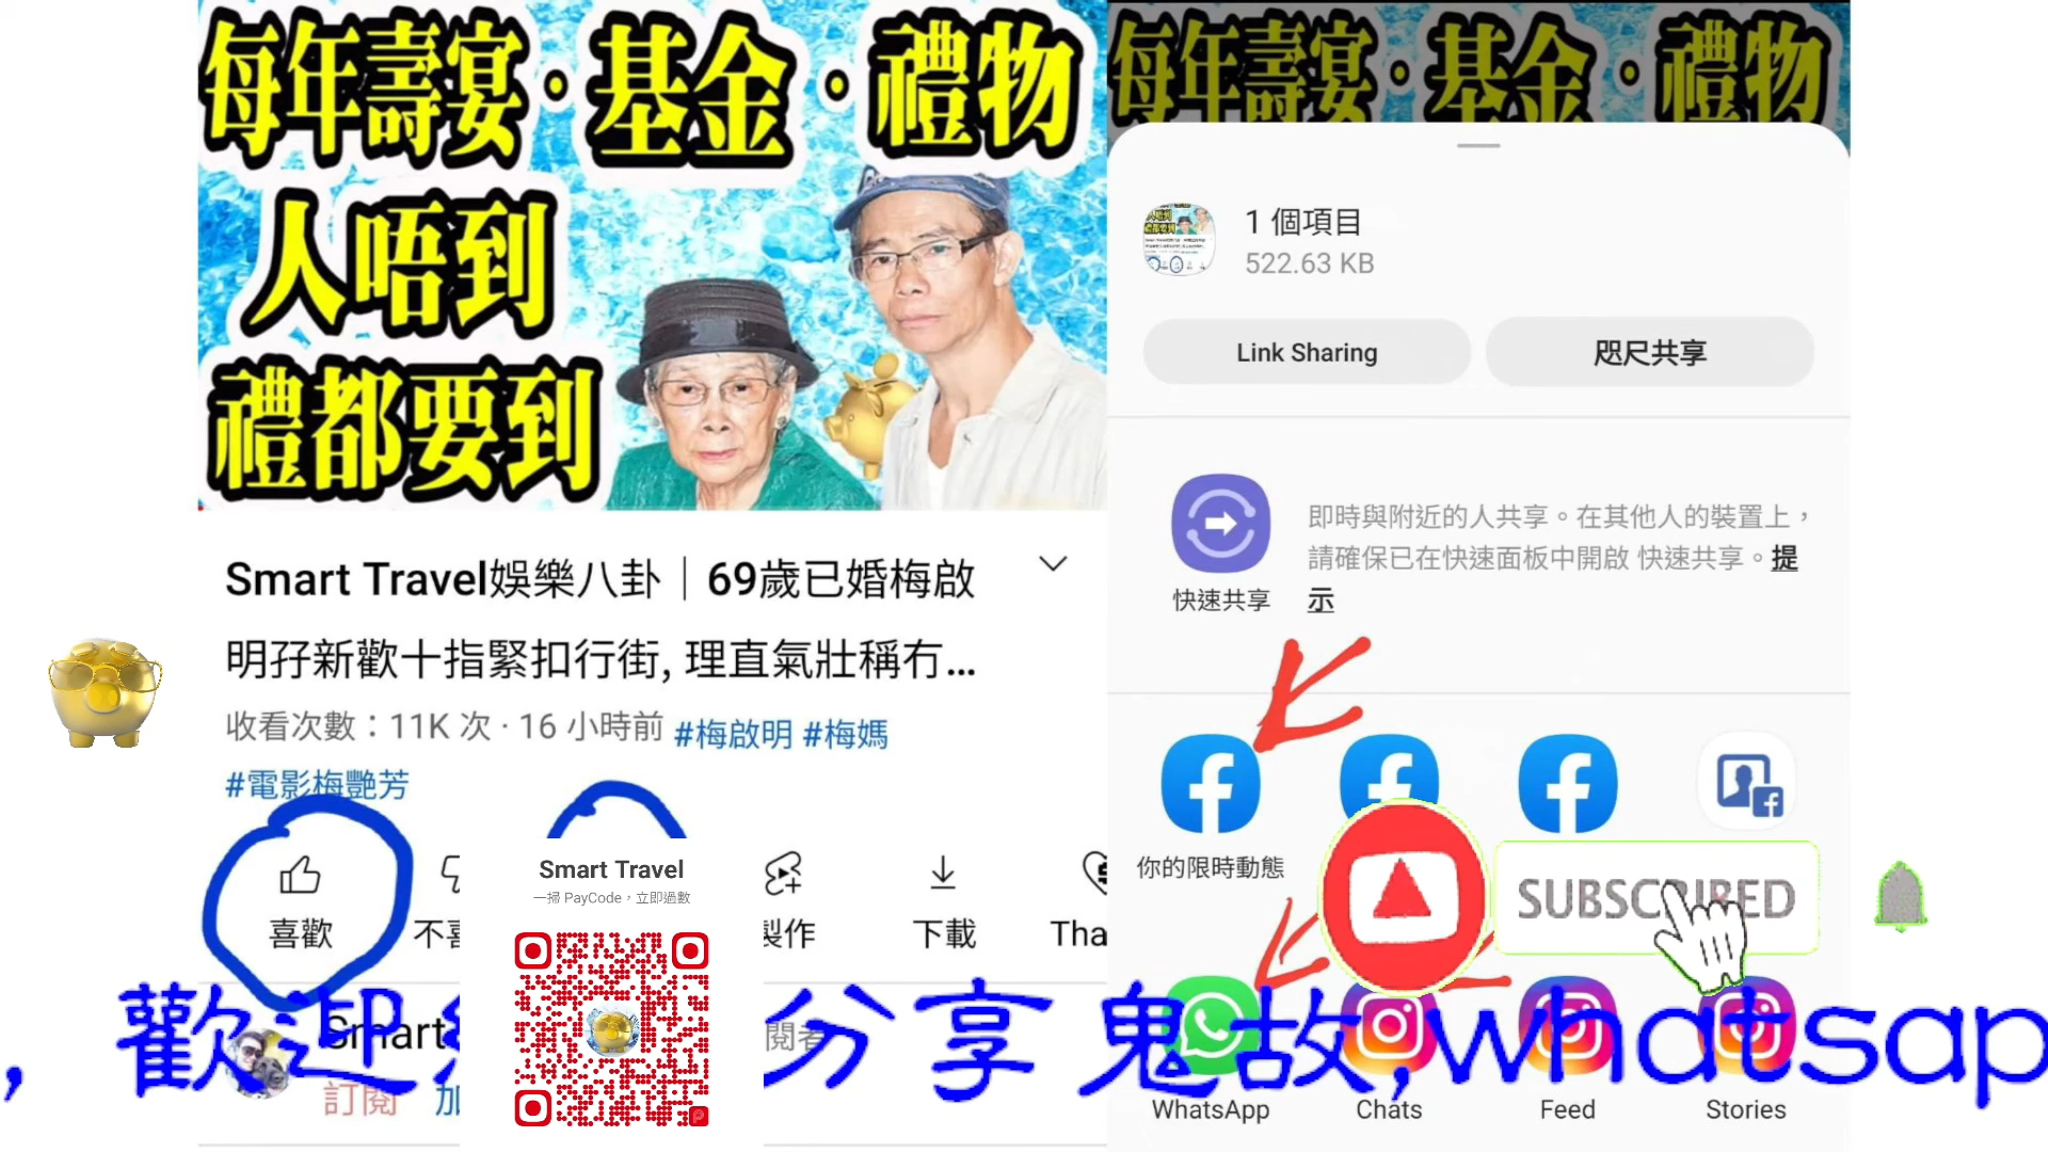 每年壽宴·基金·禮物
人唔到
禮都要到
Smart Travel娛樂八卦｜69歲已婚梅啟
明孖新歡十指緊扣行街, 理直氣壯稱冇...
收看次數：11K 次 · 16 小時前 #梅啟明 #梅媽
#電影梅艷芳
喜歡
製作
下載
Tha
Smart Travel
一掃 PayCode，立即過數
Smart
訂閱
每年壽宴·基金·禮物
1 個項目
522.63 KB
Link Sharing
咫尺共享
即時與附近的人共享。在其他人的裝置上，
請確保已在快速面板中開啟 快速共享。提
示
快速共享
你的限時動態
SUBSCRIBED
WhatsApp
Chats
Feed
Stories
，歡迎
分享鬼故,whatsap